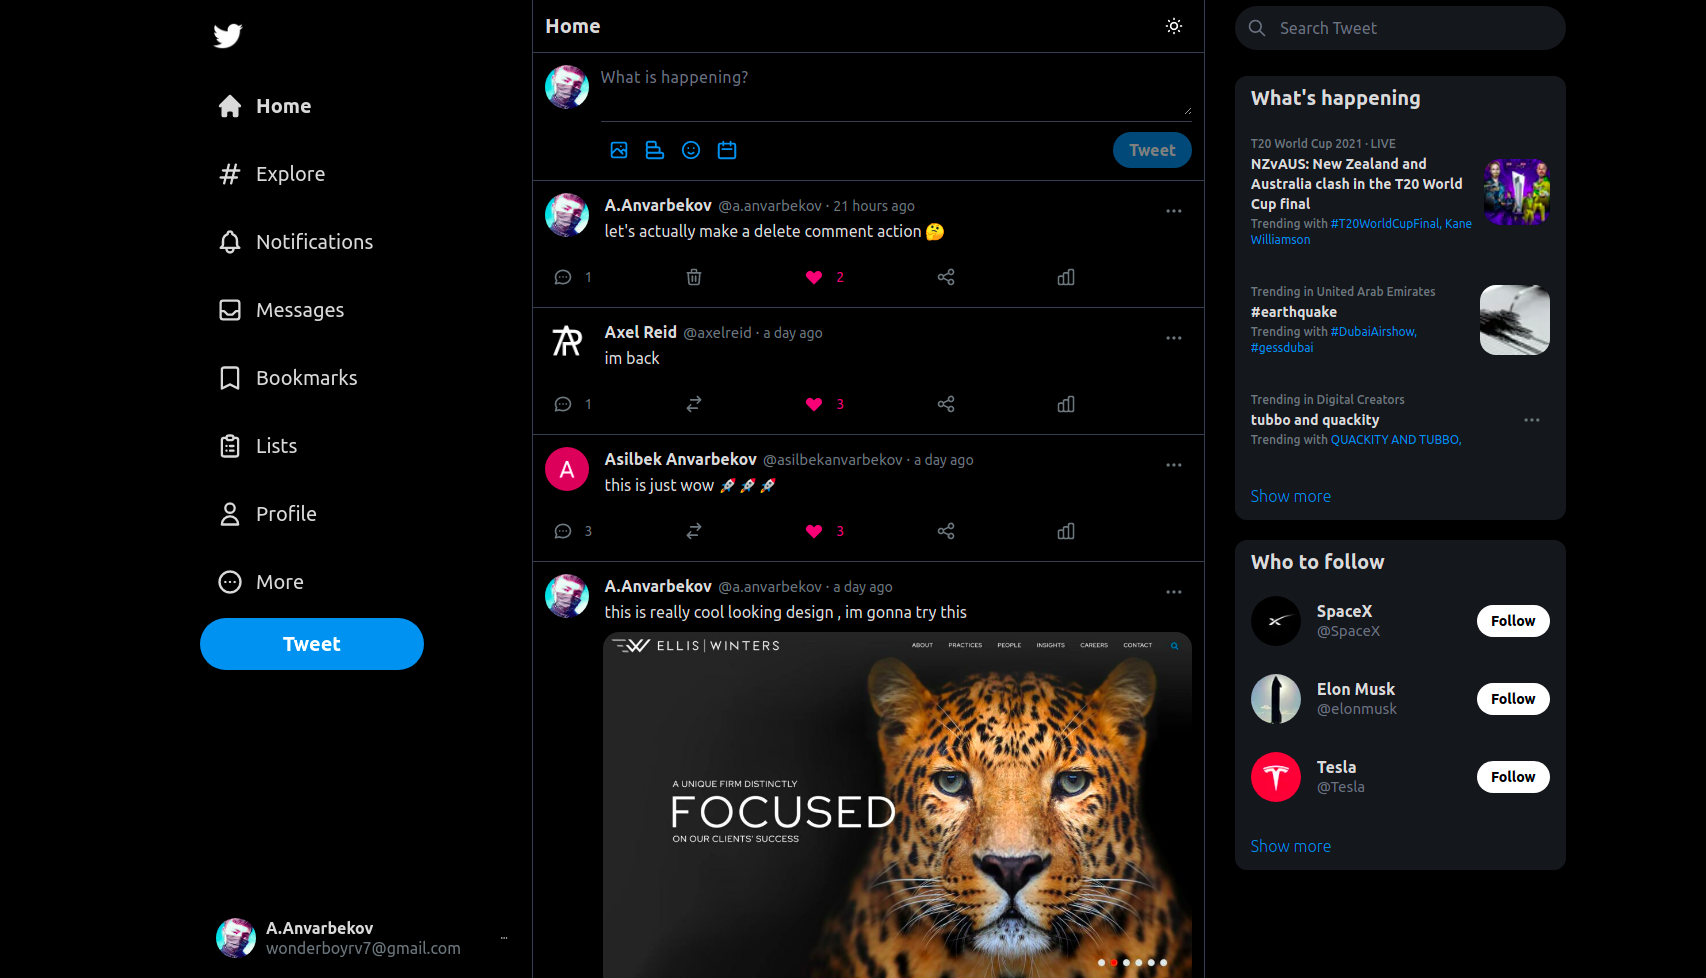 Home
Explore
Notifications
Messages
Bookmarks
Lists
Profile
More
Tweet
A.Anvarbekov
wonderboyrv7@gmail.com
Home
What is happening?
Tweet
A.Anvarbekov @a.anvarbekov · 21 hours ago
let's actually make a delete comment action 🤔
1 2
Axel Reid @axelreid · a day ago
im back
1 3
A
Asilbek Anvarbekov @asilbekanvarbekov · a day ago
this is just wow 🚀🚀🚀
3 3
A.Anvarbekov @a.anvarbekov · a day ago
this is really cool looking design , im gonna try this
ELLIS|WINTERS
ABOUT PRACTICES PEOPLE INSIGHTS CAREERS CONTACT
A UNIQUE FIRM DISTINCTLY
FOCUSED
ON OUR CLIENTS' SUCCESS
Search Tweet
What's happening
T20 World Cup 2021 · LIVE
NZvAUS: New Zealand and
Australia clash in the T20 World
Cup final
Trending with #T20WorldCupFinal, Kane
Williamson
Trending in United Arab Emirates
#earthquake
Trending with #DubaiAirshow,
#gessdubai
Trending in Digital Creators
tubbo and quackity
Trending with QUACKITY AND TUBBO,
Show more
Who to follow
SpaceX
@SpaceX
Follow
Elon Musk
@elonmusk
Follow
Tesla
@Tesla
Follow
Show more